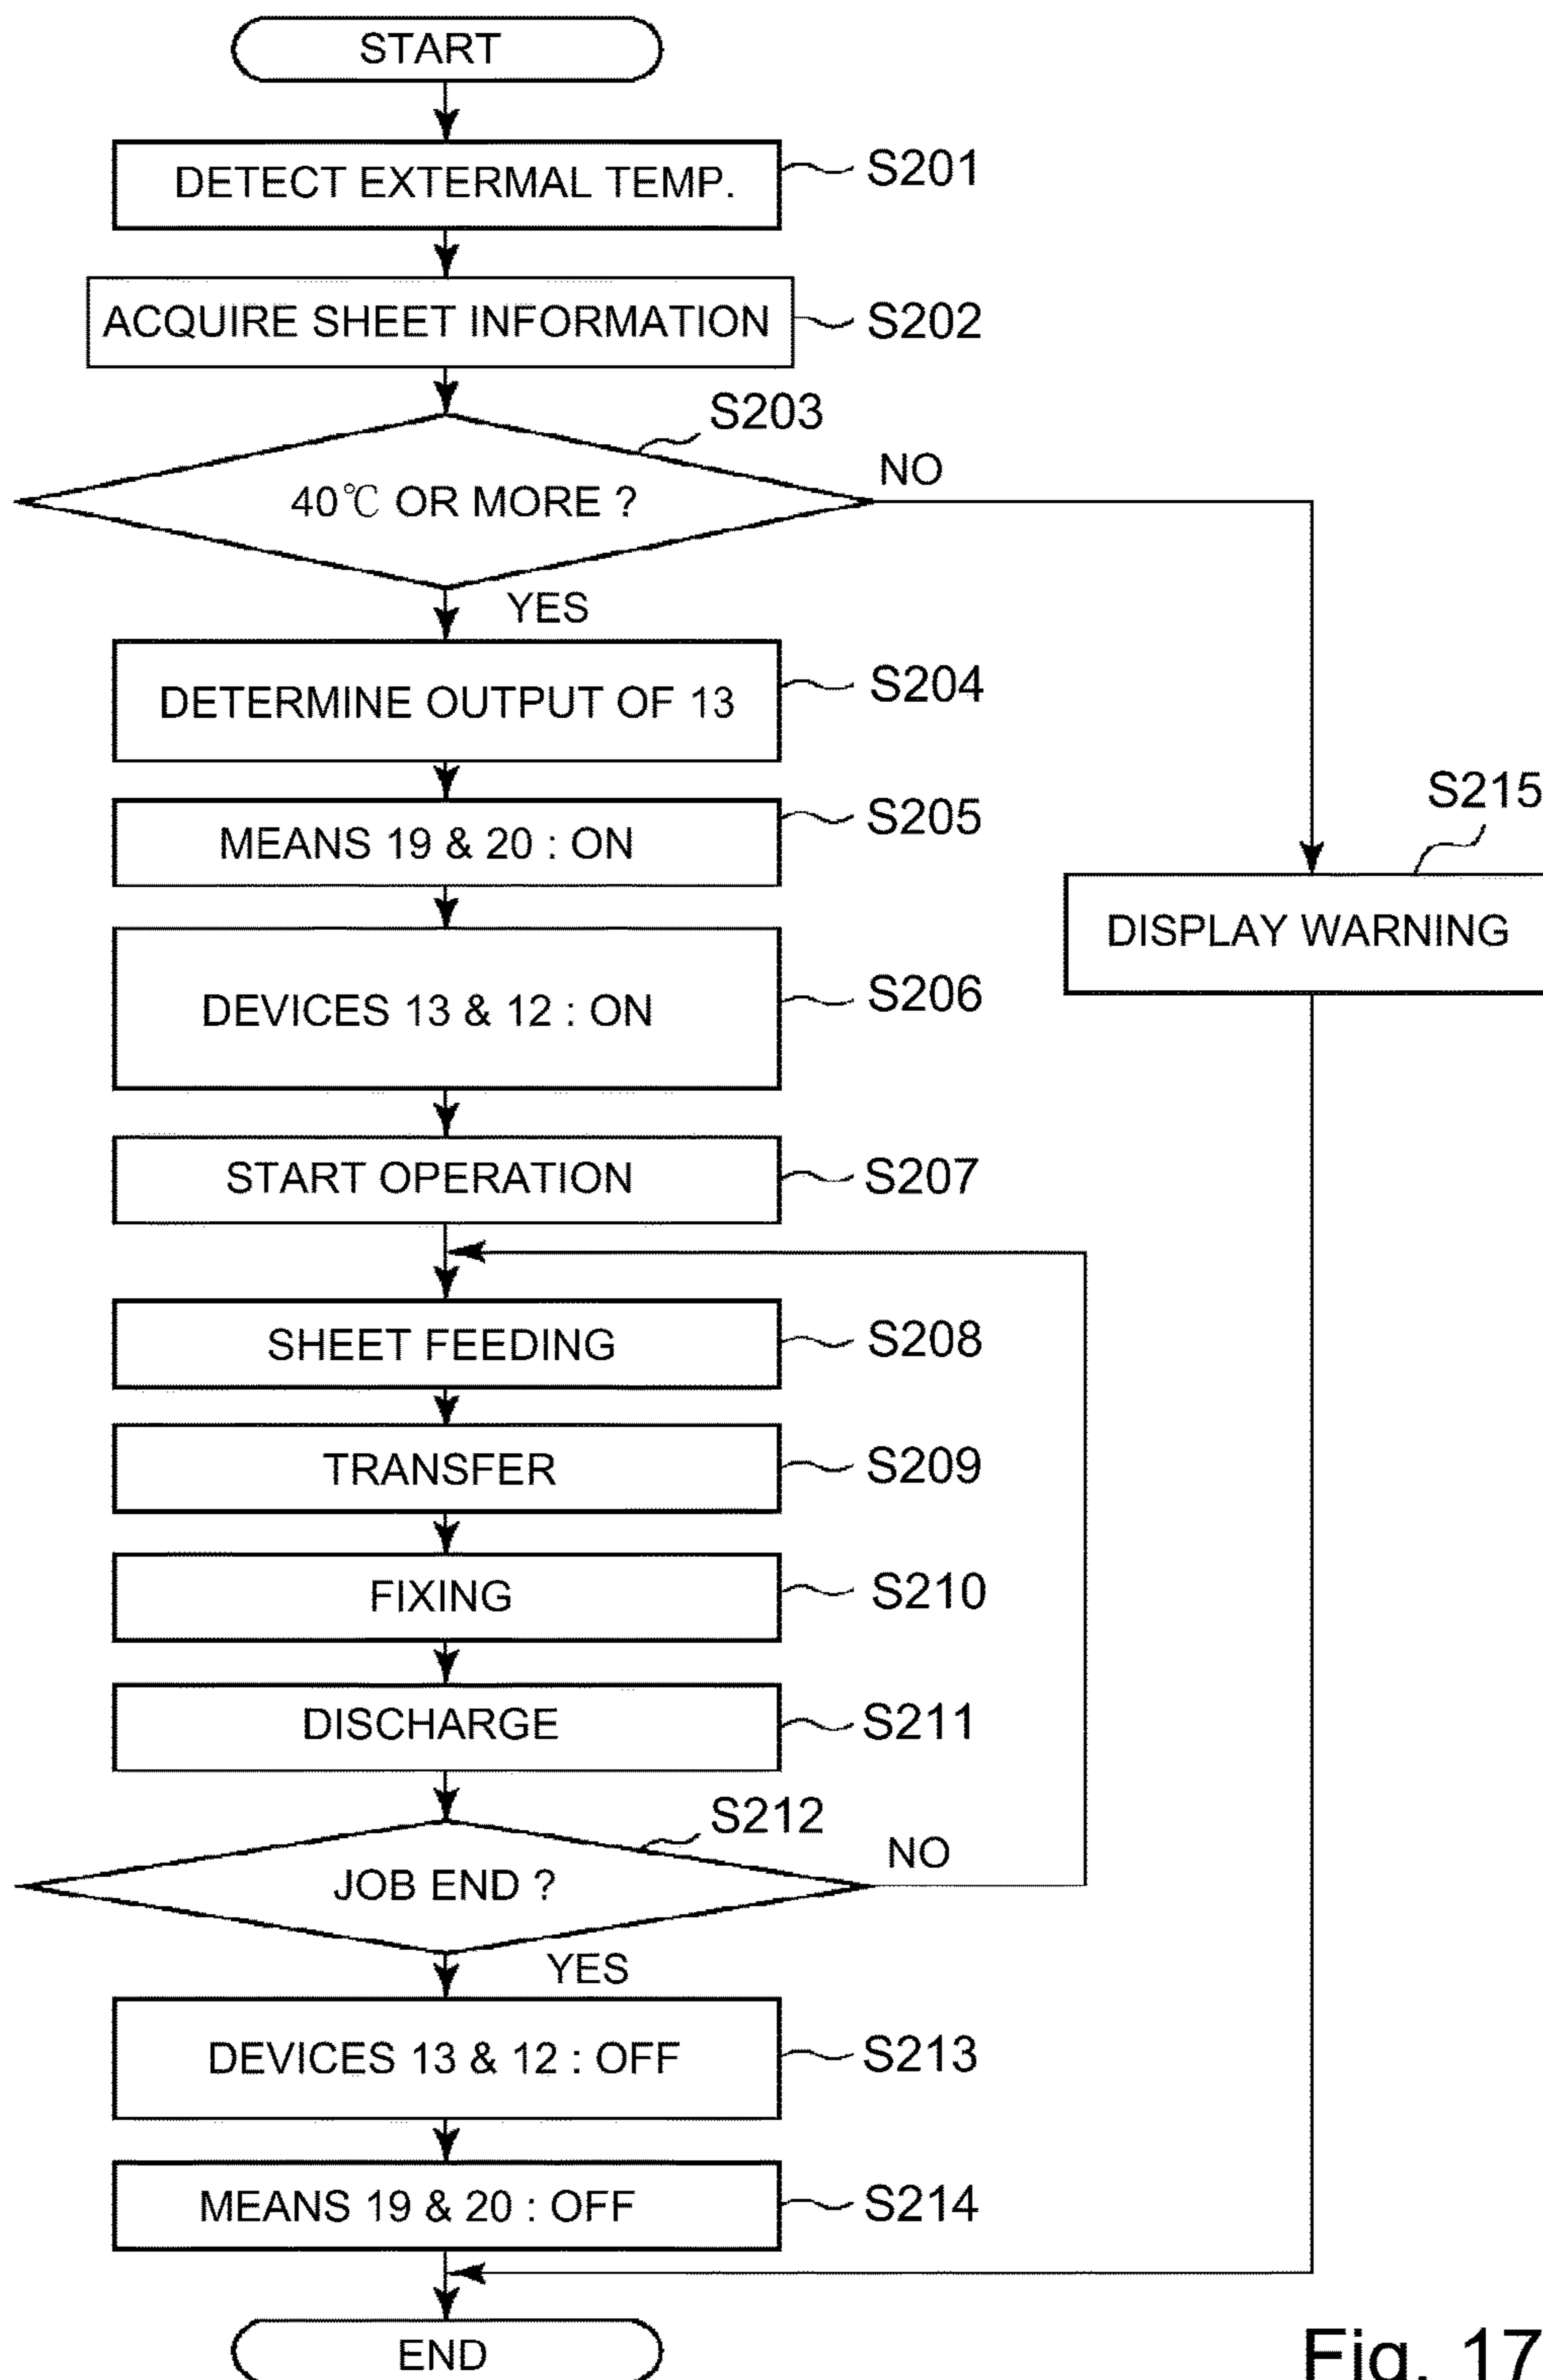 START
DETECT EXTERMAL TEMP.
S201
ACQUIRE SHEET INFORMATION
S202
S203
40℃ OR MORE ?
NO
YES
DETERMINE OUTPUT OF 13
S204
MEANS 19 & 20 : ON
S205
S215
DISPLAY WARNING
DEVICES 13 & 12 : ON
S206
START OPERATION
S207
SHEET FEEDING
S208
TRANSFER
S209
FIXING
S210
DISCHARGE
S211
S212
JOB END ?
NO
YES
DEVICES 13 & 12 : OFF
S213
MEANS 19 & 20 : OFF
S214
END
Fig. 17